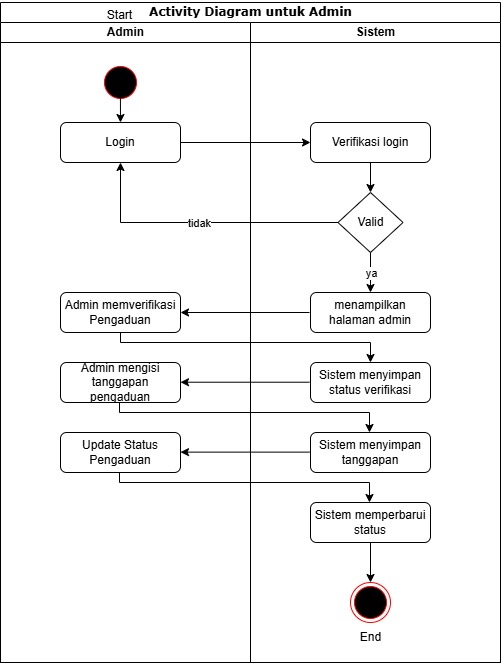 Start
Activity Diagram untuk Admin
Admin
Sistem
Login
Verifikasi login
Valid
tidak
ya
Admin memverifikasi
Pengaduan
menampilkan
halaman admin
Admin mengisi
tanggapan
pengaduan
Sistem menyimpan
status verifikasi
Update Status
Pengaduan
Sistem menyimpan
tanggapan
Sistem memperbarui
status
End